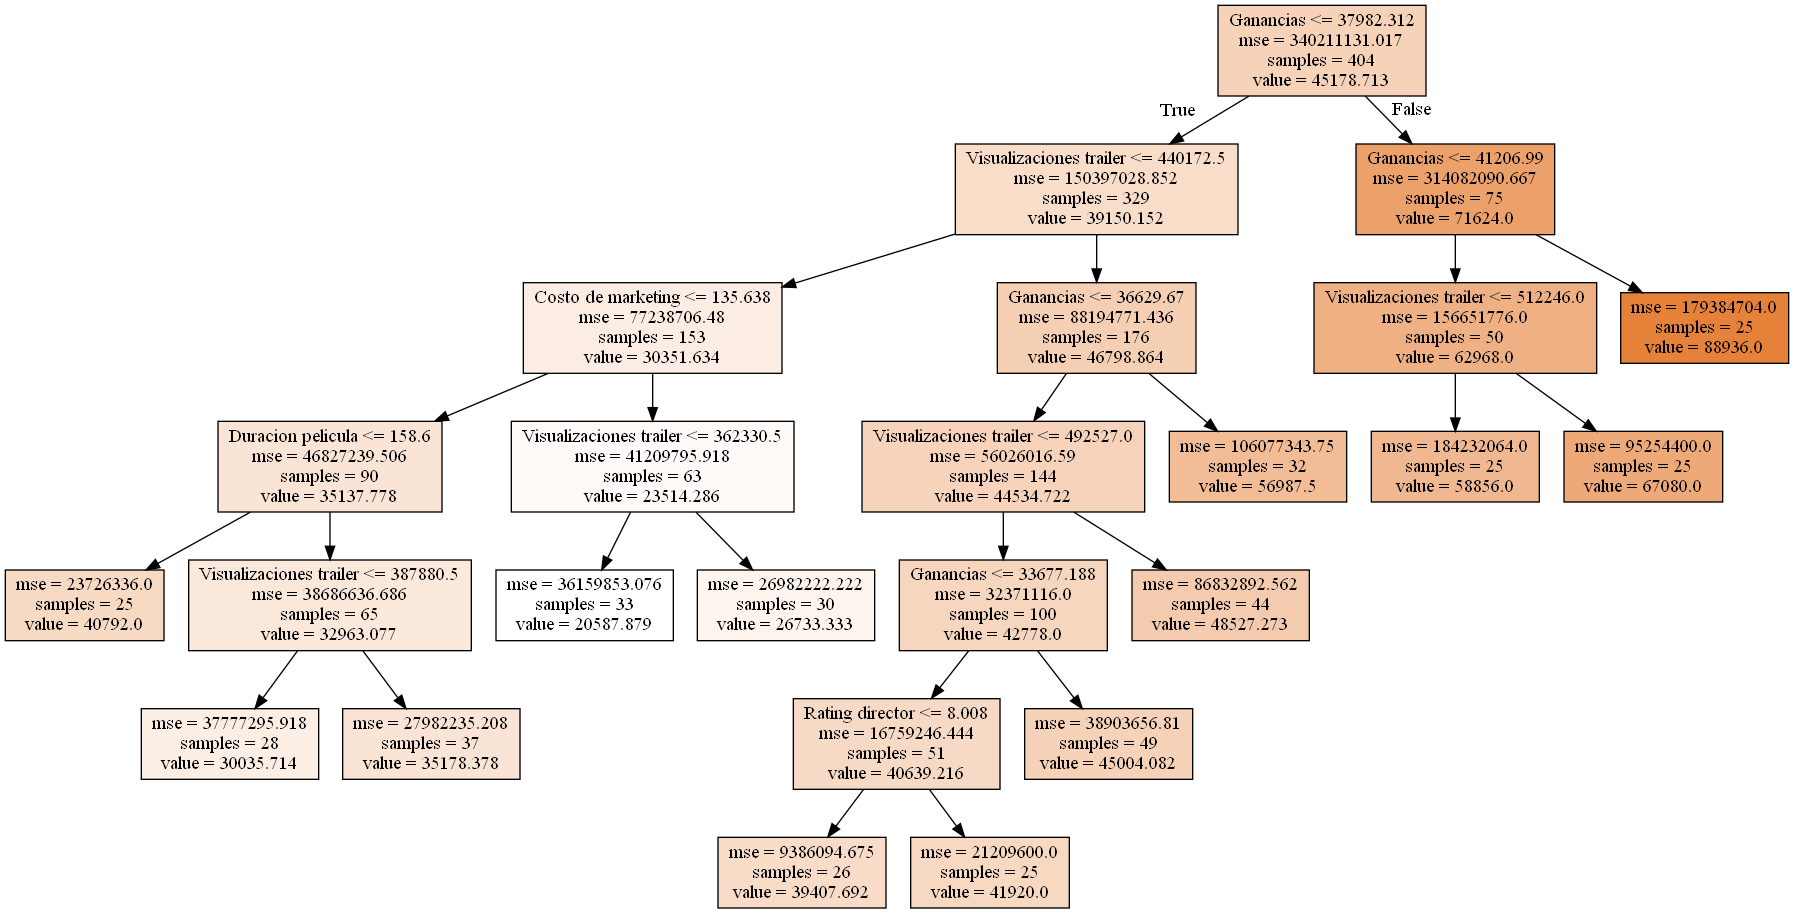 Ganancias <= 37982.312
mse = 340211131.017
samples = 404
value = 45178.713
True
False
Visualizaciones trailer <= 440172.5
mse = 150397028.852
samples = 329
value = 39150.152
Ganancias <= 41206.99
mse = 314082090.667
samples = 75
value = 71624.0
Costo de marketing <= 135.638
mse = 77238706.48
samples = 153
value = 30351.634
Ganancias <= 36629.67
mse = 88194771.436
samples = 176
value = 46798.864
Visualizaciones trailer <= 512246.0
mse = 156651776.0
samples = 50
value = 62968.0
mse = 179384704.0
samples = 25
value = 88936.0
Duracion pelicula <= 158.6
mse = 46827239.506
samples = 90
value = 35137.778
Visualizaciones trailer <= 362330.5
mse = 41209795.918
samples = 63
value = 23514.286
Visualizaciones trailer <= 492527.0
mse = 56026016.59
samples = 144
value = 44534.722
mse = 106077343.75
samples = 32
value = 56987.5
mse = 184232064.0
samples = 25
value = 58856.0
mse = 95254400.0
samples = 25
value = 67080.0
mse = 23726336.0
samples = 25
value = 40792.0
Visualizaciones trailer <= 387880.5
mse = 38686636.686
samples = 65
value = 32963.077
mse = 36159853.076
samples = 33
value = 20587.879
mse = 26982222.222
samples = 30
value = 26733.333
Ganancias <= 33677.188
mse = 32371116.0
samples = 100
value = 42778.0
mse = 86832892.562
samples = 44
value = 48527.273
mse = 37777295.918
samples = 28
value = 30035.714
mse = 27982235.208
samples = 37
value = 35178.378
Rating director <= 8.008
mse = 16759246.444
samples = 51
value = 40639.216
mse = 38903656.81
samples = 49
value = 45004.082
mse = 9386094.675
samples = 26
value = 39407.692
mse = 21209600.0
samples = 25
value = 41920.0